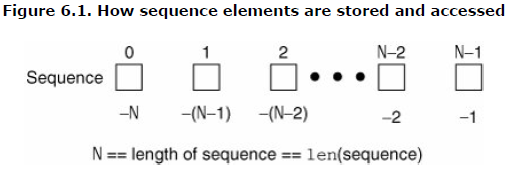 Figure 6.1. How sequence elements are stored and accessed
0 1 2 N-2 N-1
Sequence
-N -(N-1) -(N-2) -2 -1
N == length of sequence == len(sequence)